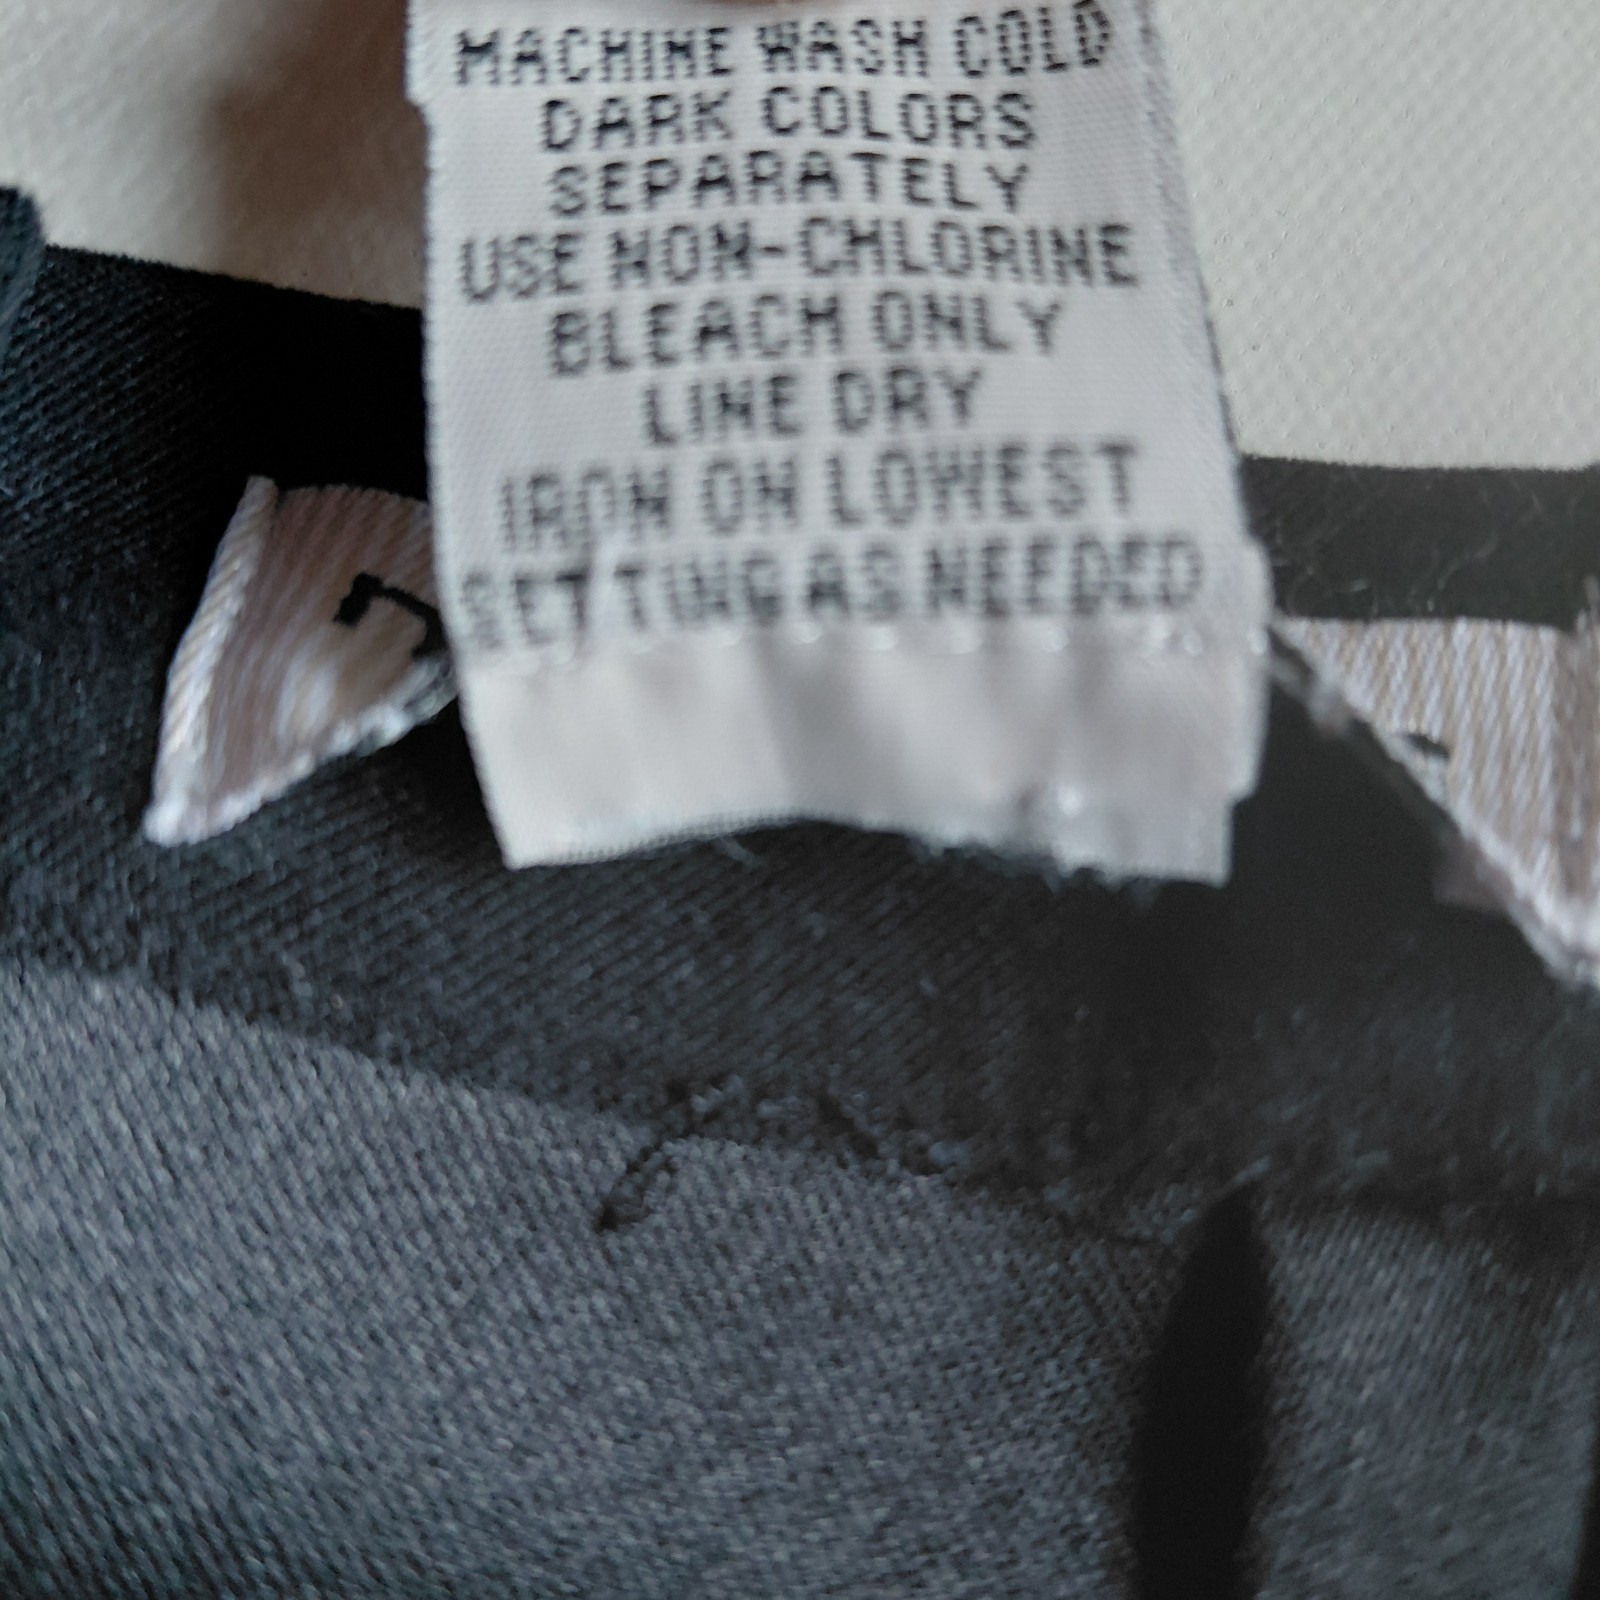 MACHINE WASH COLD
DARK COLORS
SEPARATELY
USE NON-CHLORINE
BLEACH ONLY
LINE DRY
IRON ON LOWEST
SETTING AS NEEDED